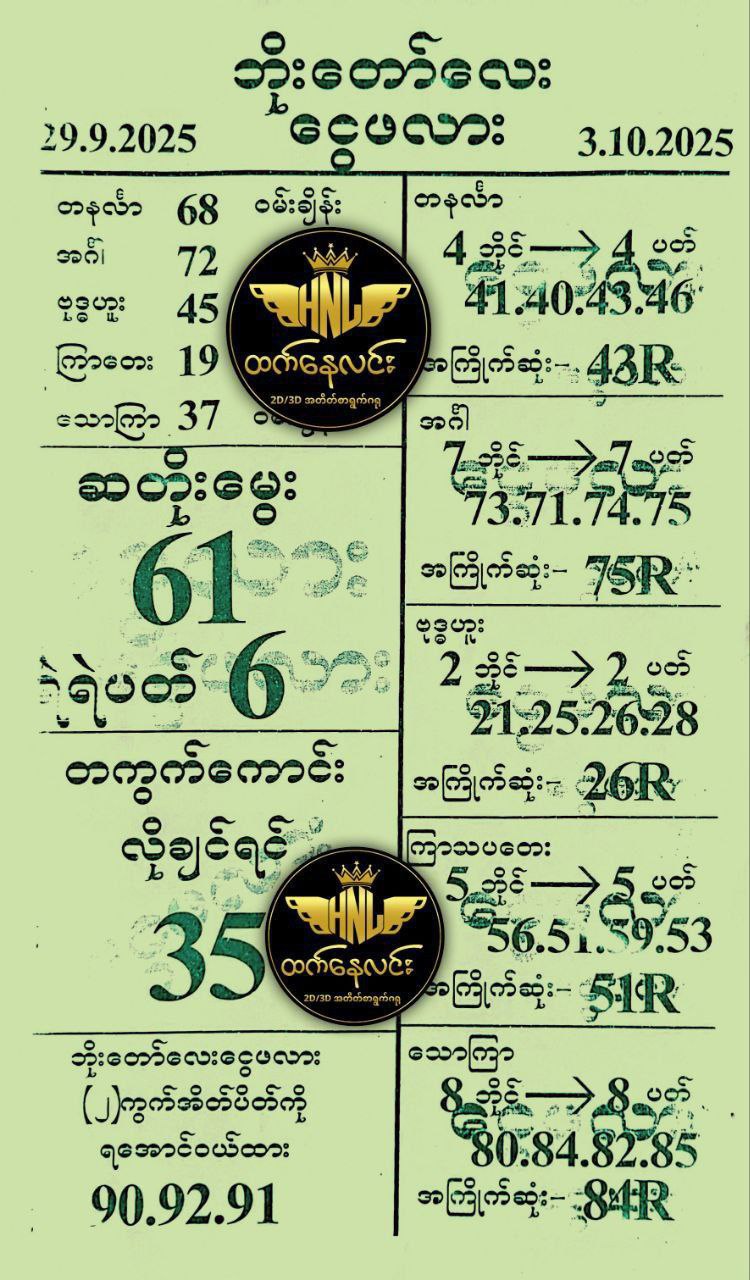 ဘိုးတော်လေး
ငွေဖလား
29.9.2025
3.10.2025
တနင်္လာ 68 ဝမ်းချိန်း
အင်္ဂါ 72
ဗုဒ္ဓဟူး 45
ကြာတေး 19
သောကြာ 37
ဆတိုးမွေး
61
ရဲပတ် 6
တကွက်ကောင်း
လိုချင်ရင်
35
ဘိုးတော်လေးငွေဖလား
(၂)ကွက်အိတ်ပိတ်ကို
ရအောင်ဝယ်ထား
90.92.91
တနင်္လာ
4 ဘိုင် → 4 ပတ်
41.40.43.46
အကြိုက်ဆုံး- 43R
အင်္ဂါ
7 ဘိုင် → 7 ပတ်
73.71.74.75
အကြိုက်ဆုံး- 75R
ဗုဒ္ဓဟူး
2 ဘိုင် → 2 ပတ်
21.25.26.28
အကြိုက်ဆုံး- 26R
ကြာသပတေး
5 ဘိုင် → 5 ပတ်
56.51.59.53
အကြိုက်ဆုံး- 51R
သောကြာ
8 ဘိုင် → 8 ပတ်
80.84.82.85
အကြိုက်ဆုံး- 84R
HNL
ထက်နေလင်း
2D/3D အတိတ်စာရွက်ဂရု
HNL
ထက်နေလင်း
2D/3D အတိတ်စာရွက်ဂရု